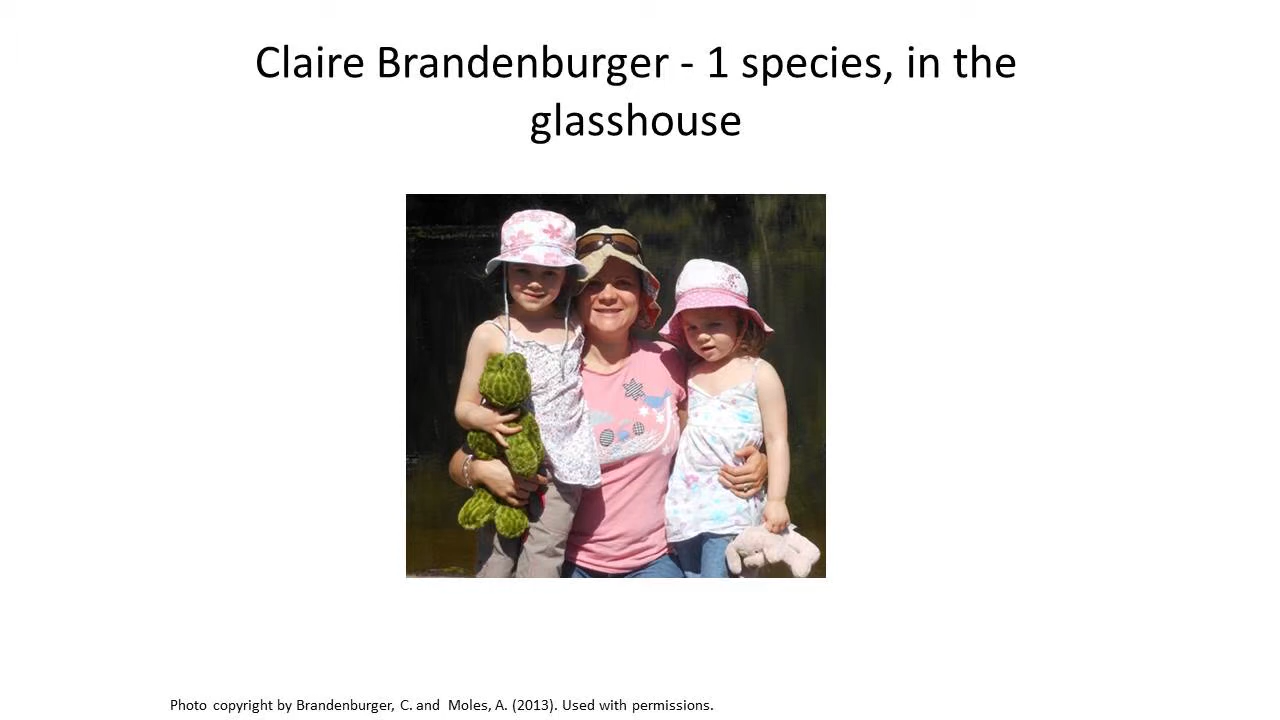 Claire Brandenburger - 1 species, in the
glasshouse
Photo copyright by Brandenburger, C. and Moles, A. (2013). Used with permissions.